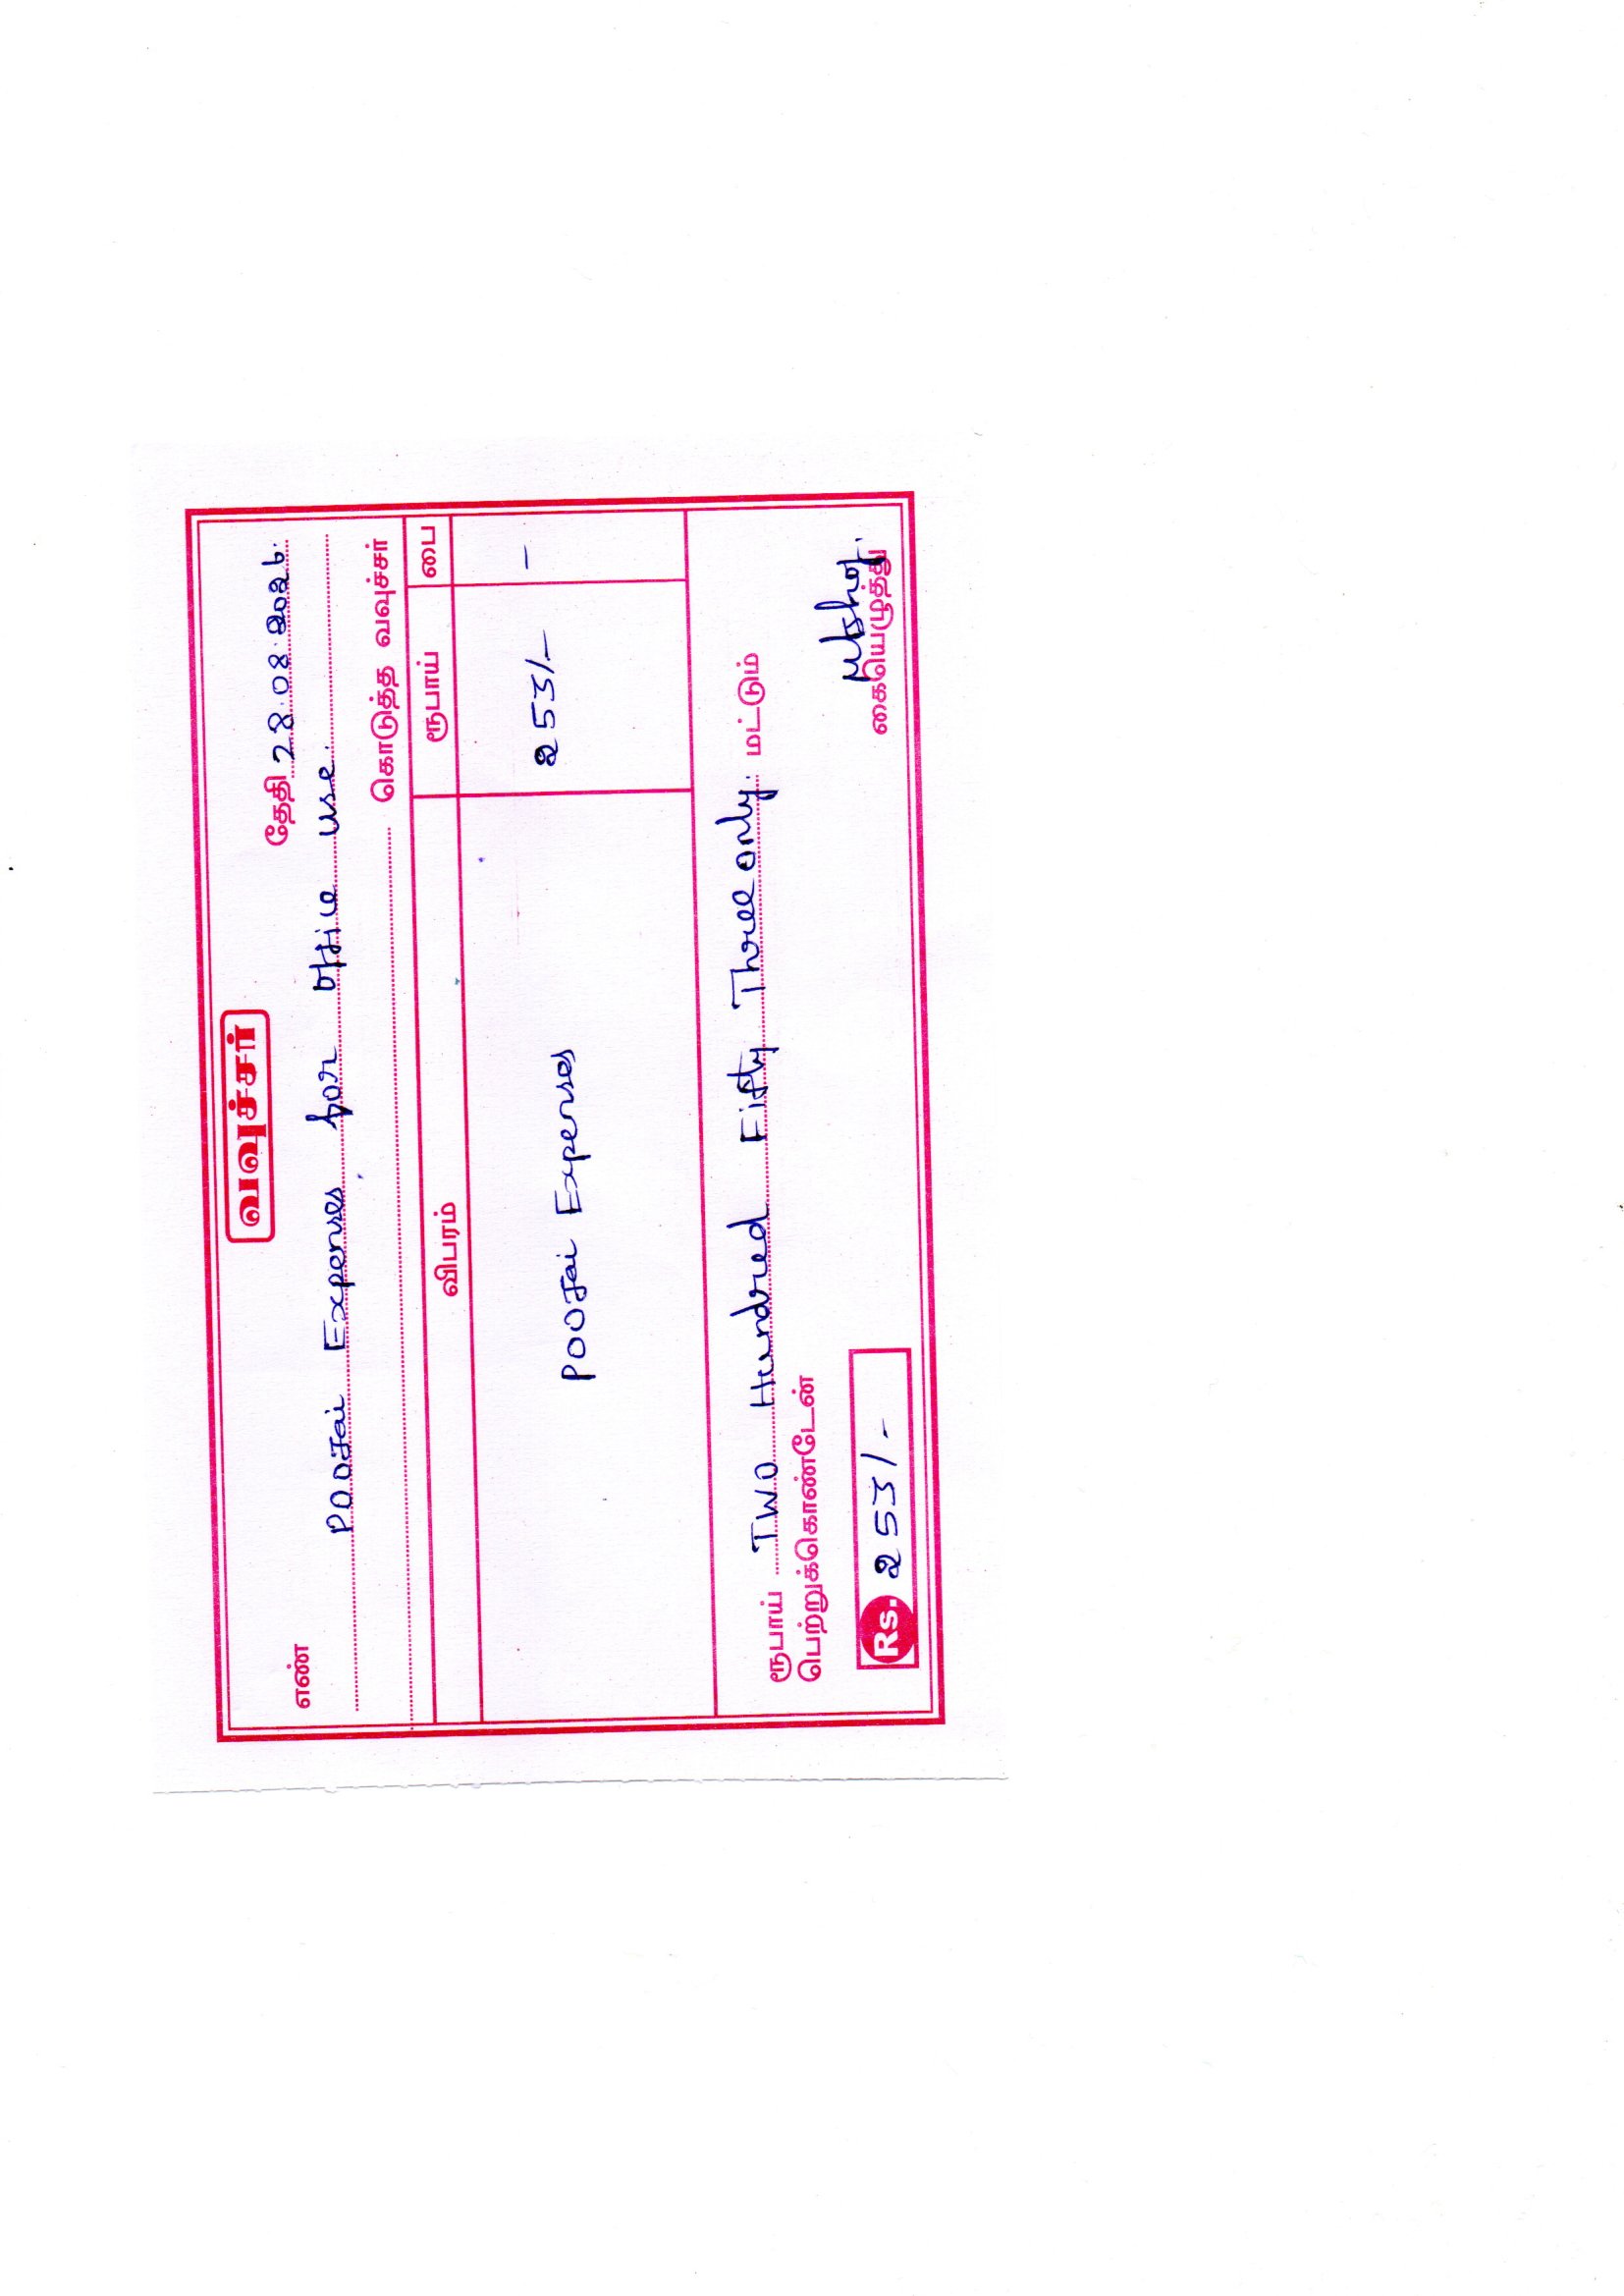 வவுச்சர்
எண்
தேதி 28.08.2026.
Poojai Expenses for office use.
கொடுத்த வவுச்சர்
விபரம் ரூபாய் பை
Poojai Expenses 253/- -
ரூபாய் Two Hundred Fifty Three only. மட்டும்
பெற்றுக்கொண்டேன்
Rs. 253/-
கையெழுத்து